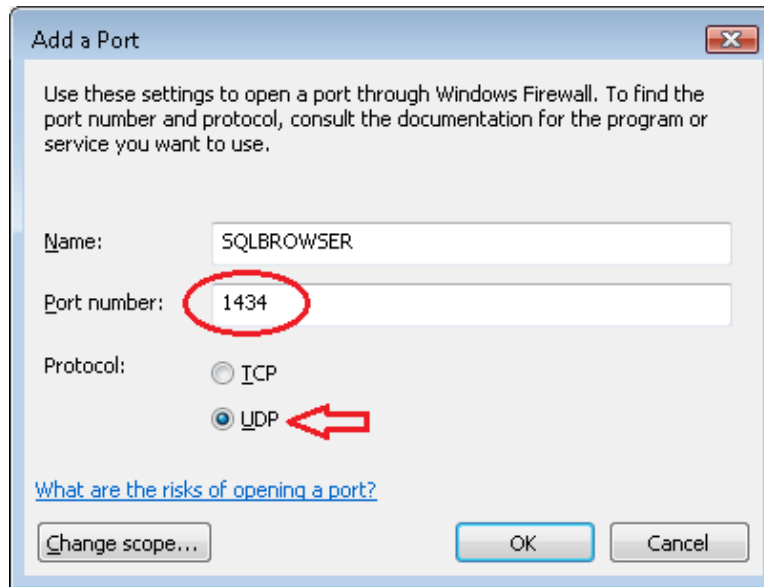 Add a Port
Use these settings to open a port through Windows Firewall. To find the
port number and protocol, consult the documentation for the program or
service you want to use.
Name: SQLBROWSER
Port number: 1434
Protocol: TCP
UDP
What are the risks of opening a port?
Change scope... OK Cancel